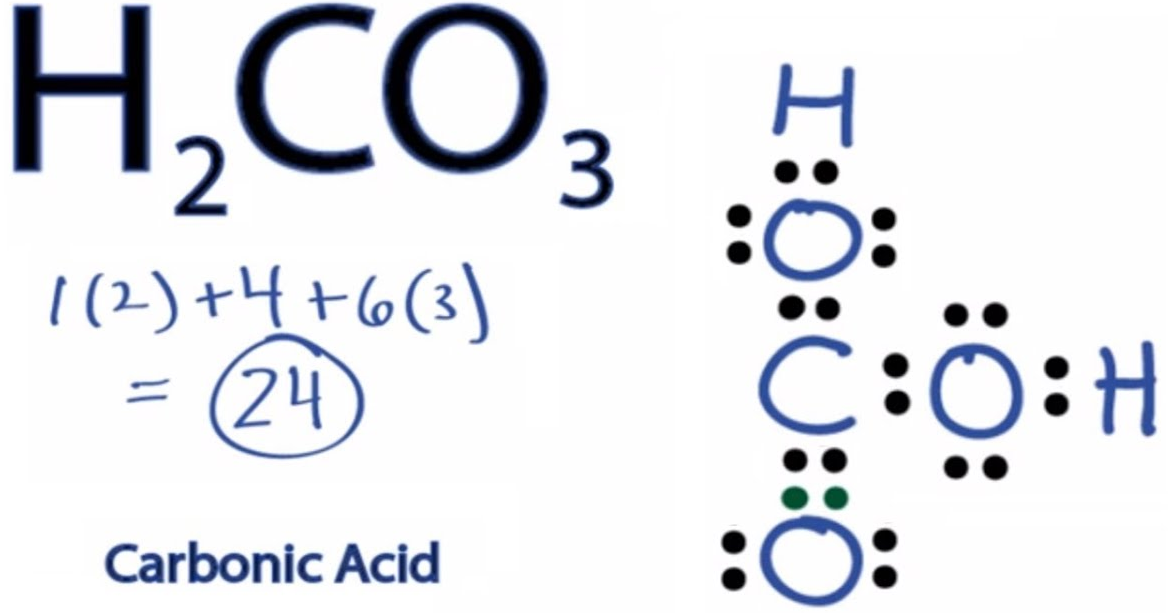 H₂CO₃
1(2)+4+6(3)
= 24
Carbonic Acid
H
O
C O H
O